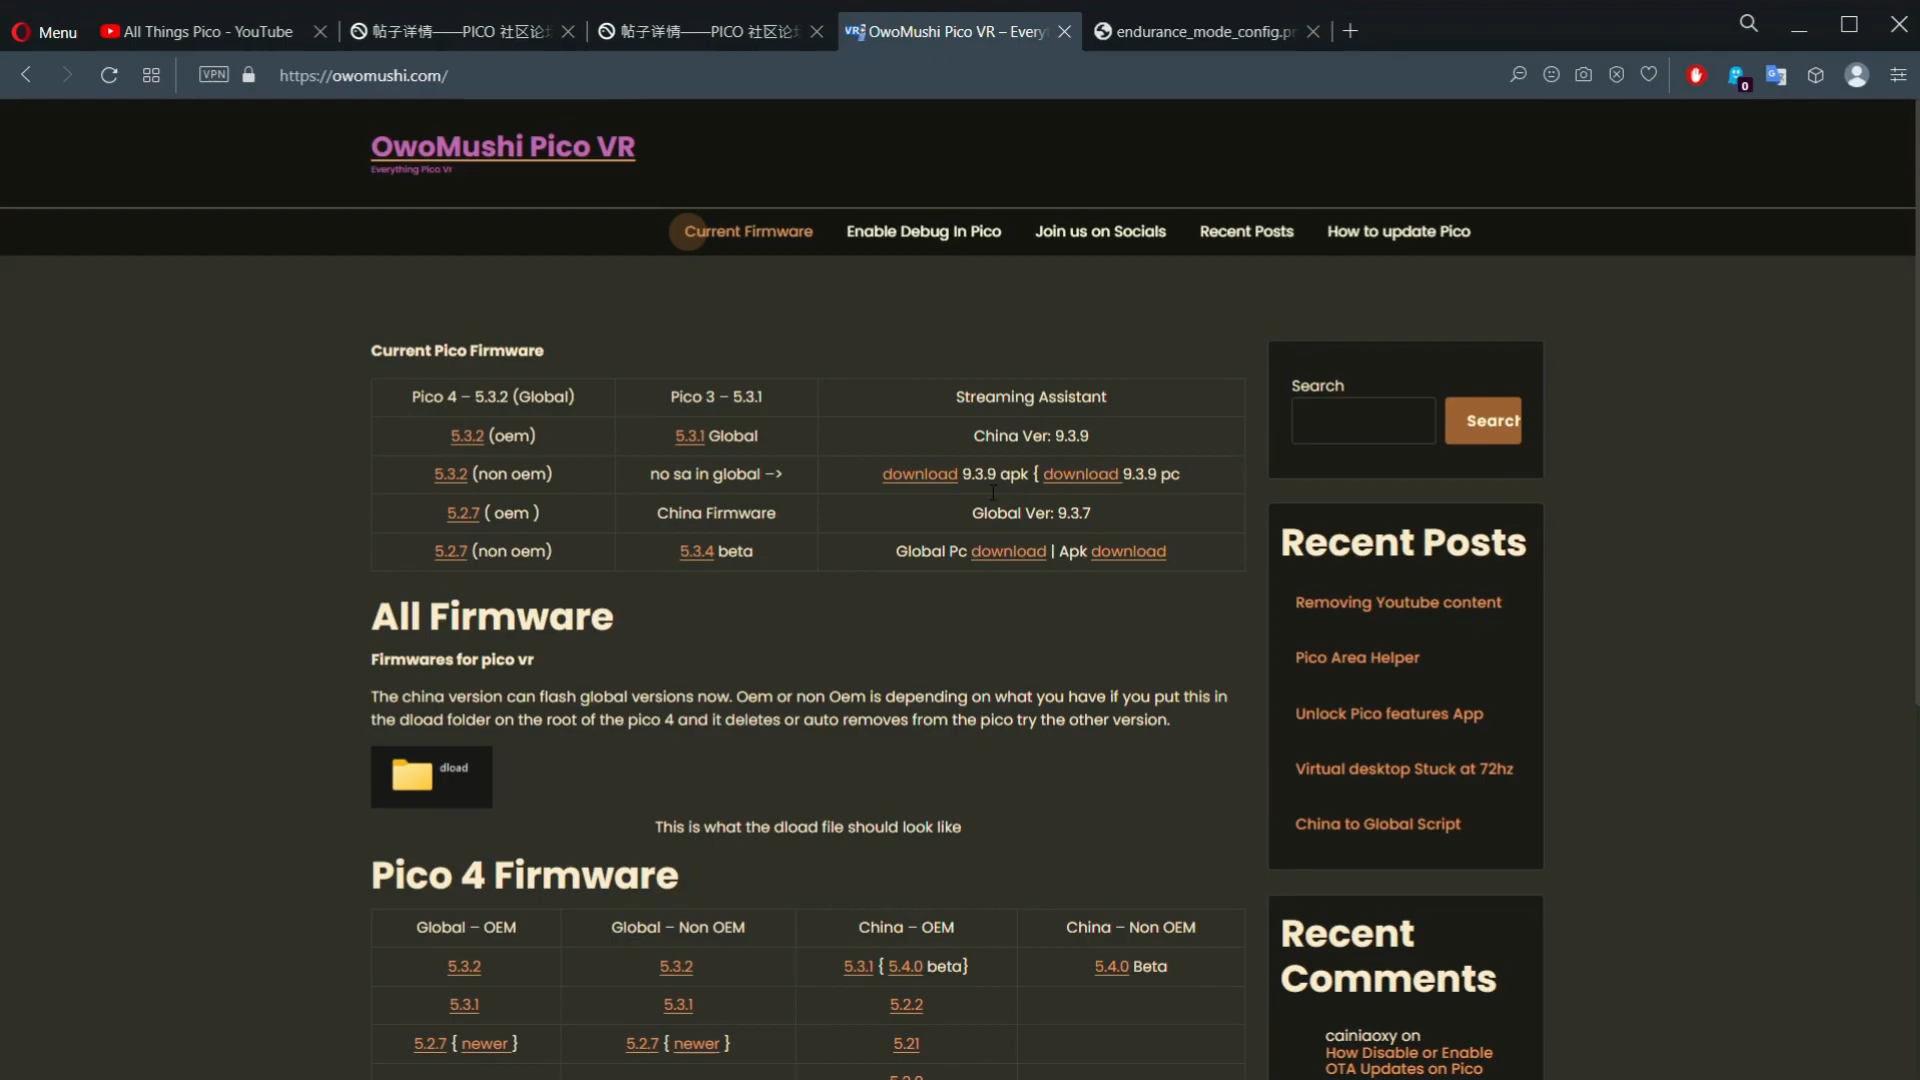 Menu
All Things Pico - YouTube
帖子详情——PICO 社区论坛
帖子详情——PICO 社区论坛
OwoMushi Pico VR – Every
endurance_mode_config.pr
VPN
https://owomushi.com/
0
OwoMushi Pico VR
Everything Pico Vr
Current Firmware
Enable Debug In Pico
Join us on Socials
Recent Posts
How to update Pico
Current Pico Firmware
Pico 4 – 5.3.2 (Global)
Pico 3 – 5.3.1
Streaming Assistant
5.3.2 (oem)
5.3.1 Global
China Ver: 9.3.9
5.3.2 (non oem)
no sa in global –>
download 9.3.9 apk { download 9.3.9 pc
5.2.7 ( oem )
China Firmware
Global Ver: 9.3.7
5.2.7 (non oem)
5.3.4 beta
Global Pc download | Apk download
All Firmware
Firmwares for pico vr
The china version can flash global versions now. Oem or non Oem is depending on what you have if you put this in
the dload folder on the root of the pico 4 and it deletes or auto removes from the pico try the other version.
dload
This is what the dload file should look like
Pico 4 Firmware
Global – OEM
Global – Non OEM
China – OEM
China – Non OEM
5.3.2
5.3.2
5.3.1 { 5.4.0 beta}
5.4.0 Beta
5.3.1
5.3.1
5.2.2
5.2.7 { newer }
5.2.7 { newer }
5.21
Search
Search
Recent Posts
Removing Youtube content
Pico Area Helper
Unlock Pico features App
Virtual desktop Stuck at 72hz
China to Global Script
Recent
Comments
cainiaoxy on
How Disable or Enable
OTA Updates on Pico